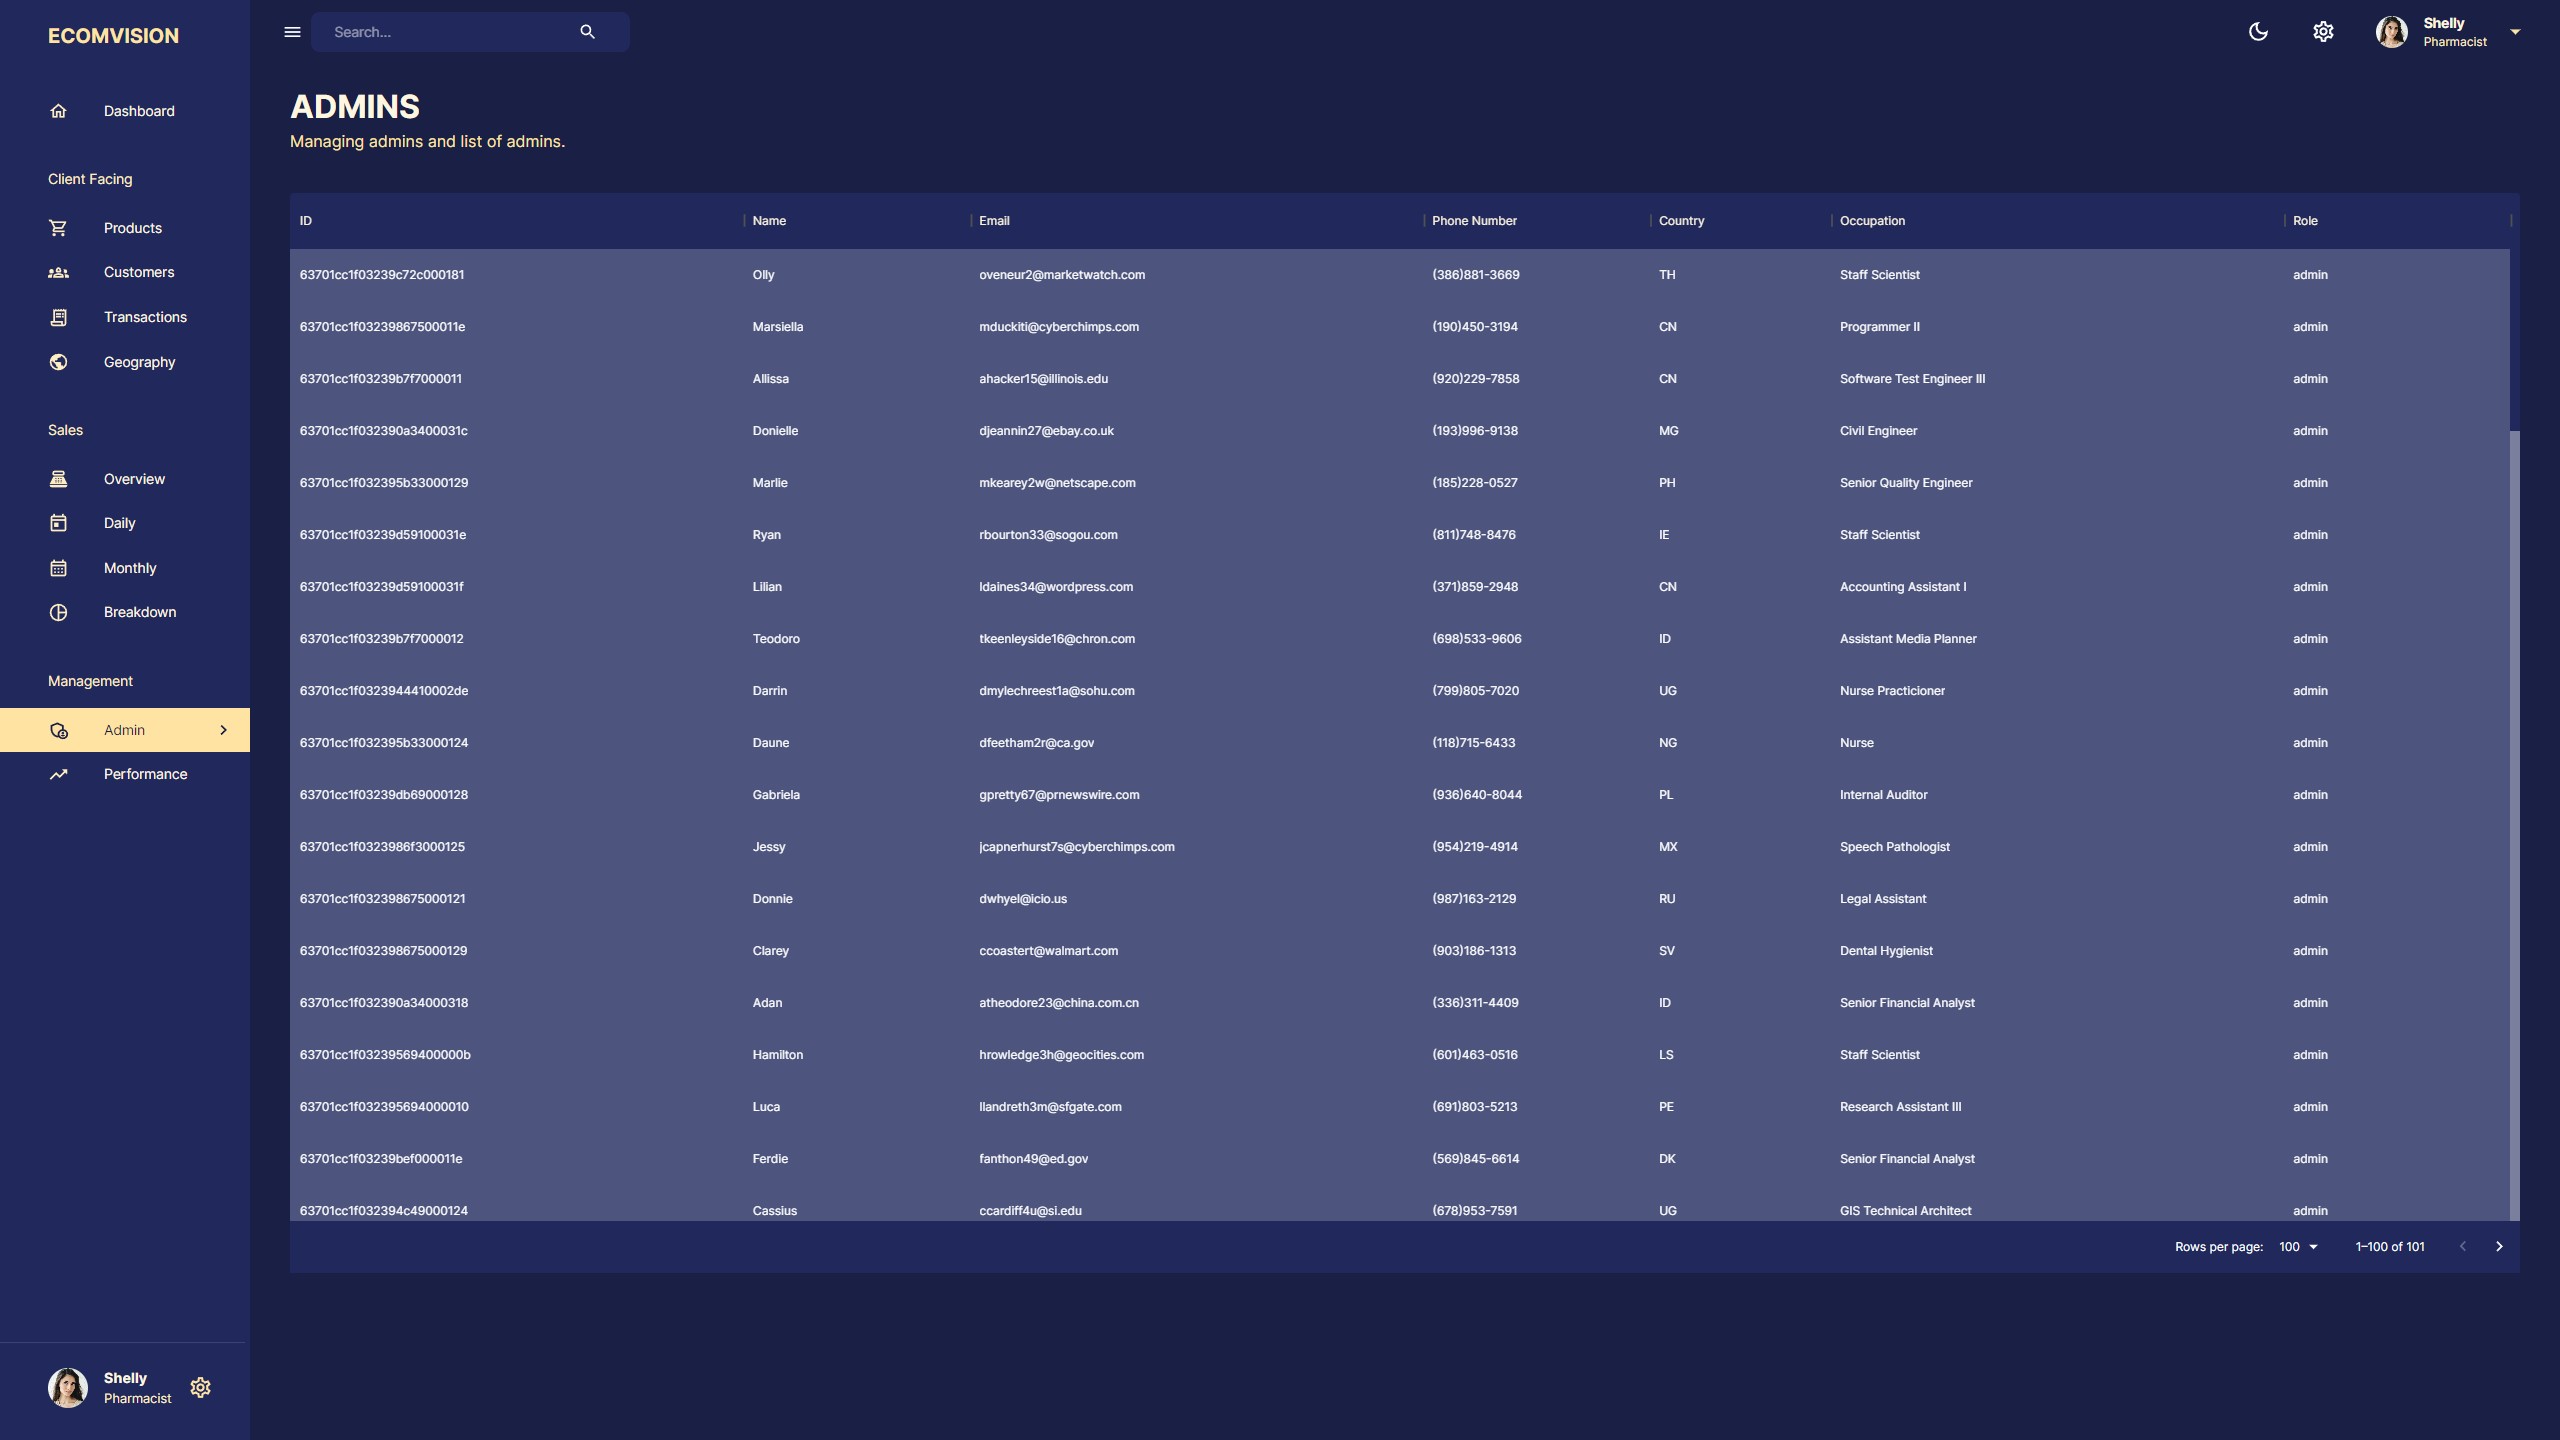 ECOMVISION
Search...
Shelly
Pharmacist
Dashboard
Client Facing
Products
Customers
Transactions
Geography
Sales
Overview
Daily
Monthly
Breakdown
Management
Admin
Performance
Shelly
Pharmacist
ADMINS
Managing admins and list of admins.
ID Name Email Phone Number Country Occupation Role
63701cc1f03239c72c000181 Olly oveneur2@marketwatch.com (386)881-3669 TH Staff Scientist admin
63701cc1f03239867500011e Marsiella mduckiti@cyberchimps.com (190)450-3194 CN Programmer II admin
63701cc1f03239b7f7000011 Allissa ahacker15@illinois.edu (920)229-7858 CN Software Test Engineer III admin
63701cc1f032390a3400031c Donielle djeannin27@ebay.co.uk (193)996-9138 MG Civil Engineer admin
63701cc1f032395b33000129 Marlie mkearey2w@netscape.com (185)228-0527 PH Senior Quality Engineer admin
63701cc1f03239d59100031e Ryan rbourton33@sogou.com (811)748-8476 IE Staff Scientist admin
63701cc1f03239d59100031f Lilian ldaines34@wordpress.com (371)859-2948 CN Accounting Assistant I admin
63701cc1f03239b7f7000012 Teodoro tkeenleyside16@chron.com (698)533-9606 ID Assistant Media Planner admin
63701cc1f0323944410002de Darrin dmylechreest1a@sohu.com (799)805-7020 UG Nurse Practicioner admin
63701cc1f032395b33000124 Daune dfeetham2r@ca.gov (118)715-6433 NG Nurse admin
63701cc1f03239db69000128 Gabriela gpretty67@prnewswire.com (936)640-8044 PL Internal Auditor admin
63701cc1f0323986f3000125 Jessy jcapnerhurst7s@cyberchimps.com (954)219-4914 MX Speech Pathologist admin
63701cc1f032398675000121 Donnie dwhyel@icio.us (987)163-2129 RU Legal Assistant admin
63701cc1f032398675000129 Clarey ccoastert@walmart.com (903)186-1313 SV Dental Hygienist admin
63701cc1f032390a34000318 Adan atheodore23@china.com.cn (336)311-4409 ID Senior Financial Analyst admin
63701cc1f03239569400000b Hamilton hrowledge3h@geocities.com (601)463-0516 LS Staff Scientist admin
63701cc1f032395694000010 Luca llandreth3m@sfgate.com (691)803-5213 PE Research Assistant III admin
63701cc1f03239bef000011e Ferdie fanthon49@ed.gov (569)845-6614 DK Senior Financial Analyst admin
63701cc1f032394c49000124 Cassius ccardiff4u@si.edu (678)953-7591 UG GIS Technical Architect admin
Rows per page: 100 1–100 of 101